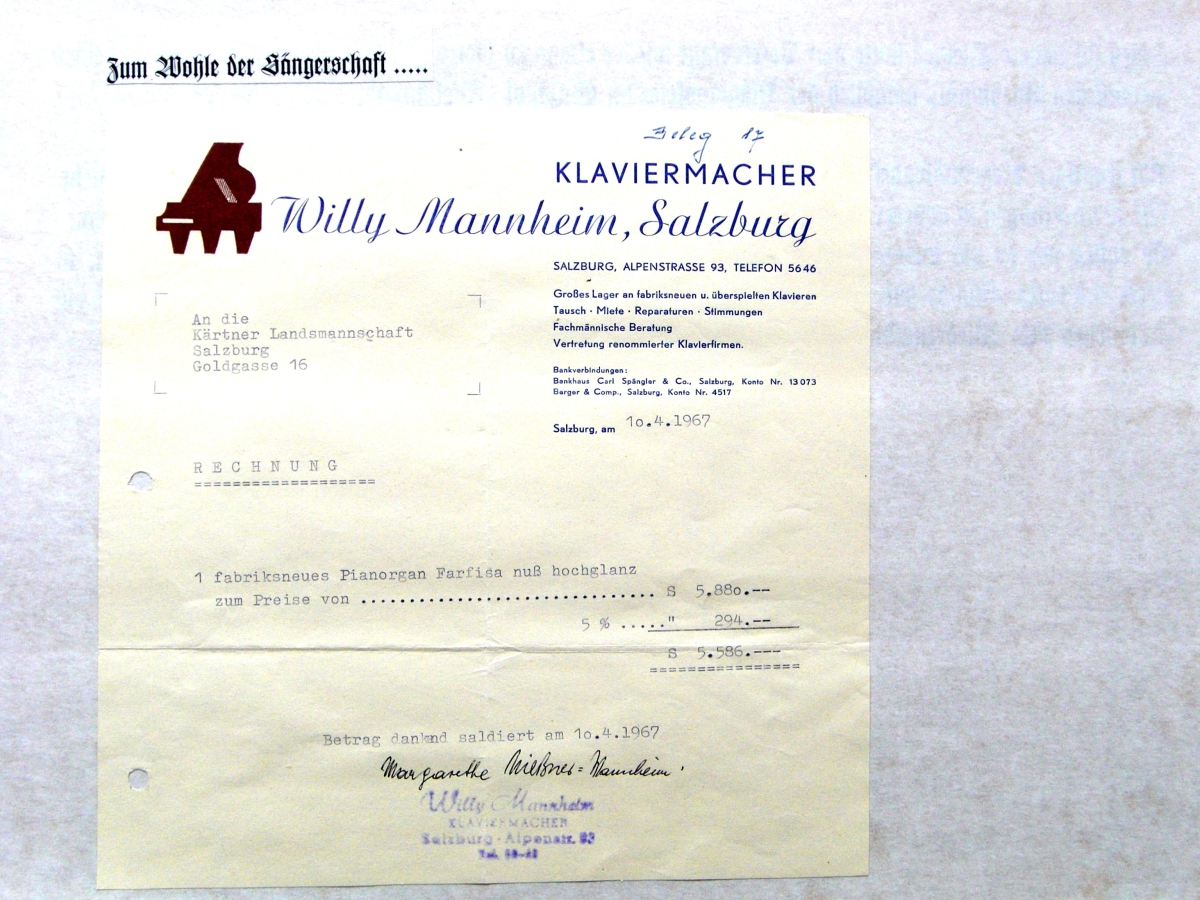 Zum Wohle der Sängerschaft .....
Beleg 17
KLAVIERMACHER
Willy Mannheim, Salzburg
SALZBURG, ALPENSTRASSE 93, TELEFON 5646
Großes Lager an fabriksneuen u. überspielten Klavieren
Tausch · Miete · Reparaturen · Stimmungen
Fachmännische Beratung
Vertretung renommierter Klavierfirmen.
Bankverbindungen:
Bankhaus Carl Spängler & Co., Salzburg, Konto Nr. 13 073
Berger & Comp., Salzburg, Konto Nr. 4517
Salzburg, am 1o.4.1967
An die
Kärtner Landsmannschaft
Salzburg
Goldgasse 16
R E C H N U N G
1 fabriksneues Pianorgan Farfisa nuß hochglanz
zum Preise von ................................ S 5.88o.--
5 % ....." 294.--
S 5.586.---
Betrag danknd saldiert am 1o.4.1967
Margarethe = Mannheim.
Willy Mannheim
KLAVIERMACHER
Salzburg - Alpenstr. 93
Tel.